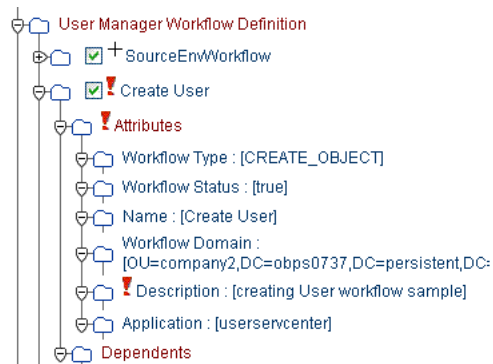 User Manager Workflow Definition
SourceEnvWorkflow
Create User
Attributes
Workflow Type : [CREATE_OBJECT]
Workflow Status : [true]
Name : [Create User]
Workflow Domain :
[OU=company2,DC=obps0737,DC=persistent,DC=
Description : [creating User workflow sample]
Application : [userservcenter]
Dependents